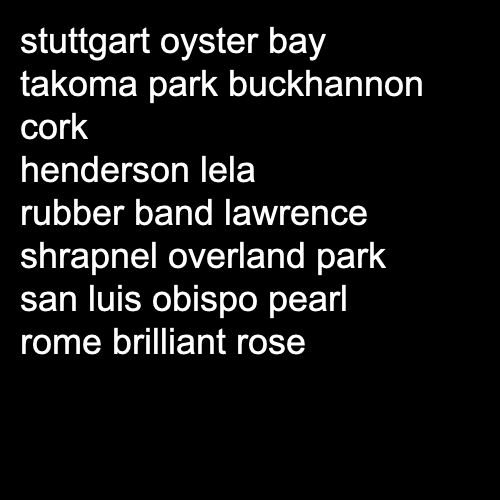 stuttgart oyster bay
takoma park buckhannon
cork
henderson lela
rubber band lawrence
shrapnel overland park
san luis obispo pearl
rome brilliant rose